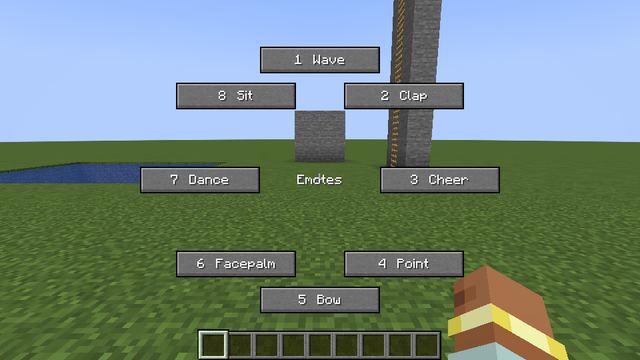 1 Wave
8 Sit
2 Clap
7 Dance
Emotes
3 Cheer
6 Facepalm
4 Point
5 Bow